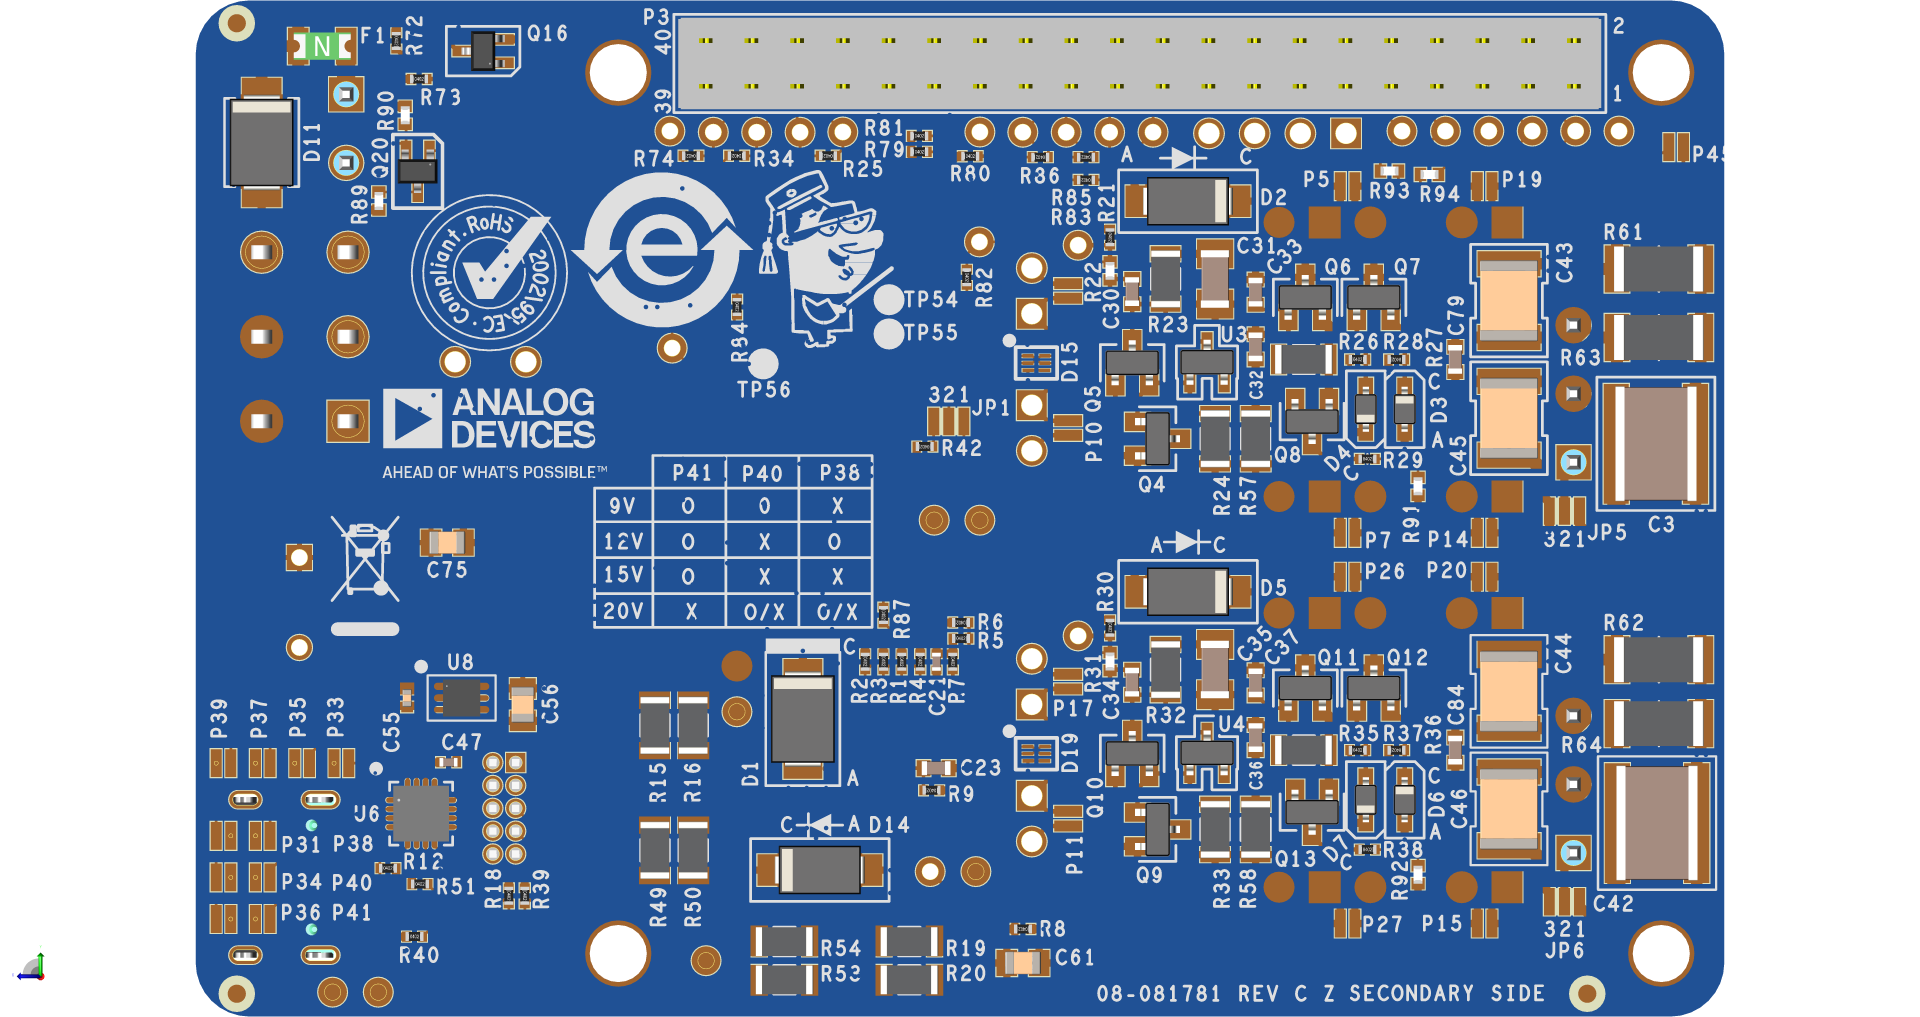 P3
40
39
2
1
N
F1
R72
Q16
R73
R90
D11
Q20
R89
R81
R79
R74
R34
R25
R80
R36
R85
R83
R21
A
C
D2
P5
R93
R94
P19
P45
RoHS
Compliant
2002/95/EC
e
R84
R82
TP54
TP55
TP56
R22
C30
R23
C31
C33
Q6
Q7
U3
C32
R26
R28
R27
C79
C43
R61
R63
D15
Q5
P10
321
JP1
R42
Q4
R24
R57
Q8
D4
C
R29
C
D3
A
C45
R91
C3
321
JP5
P7
P14
P26
P20
ANALOG
DEVICES
AHEAD OF WHAT'S POSSIBLE™
P41 P40 P38
9V O O X
12V O X O
15V O X X
20V X O/X O/X
C75
U8
C55
C56
C47
P39
P37
P35
P33
U6
P31 P38
P34 P40
P36 P41
R12
R51
R18
R39
R40
R15
R16
R49
R50
D1
C
A
R87
R6
R5
R2
R3
R1
R4
C21
R7
C23
R9
C A D14
R54
R53
R19
R20
R8
C61
A C
D5
R30
R31
C34
R32
C35
C37
Q11
Q12
U4
C36
R35
R37
R36
C84
C44
R62
R64
P17
D19
Q10
P11
Q9
R33
R58
Q13
D7
C
R38
C
D6
A
C46
R92
C42
321
JP6
P27
P15
08-081781 REV C Z SECONDARY SIDE